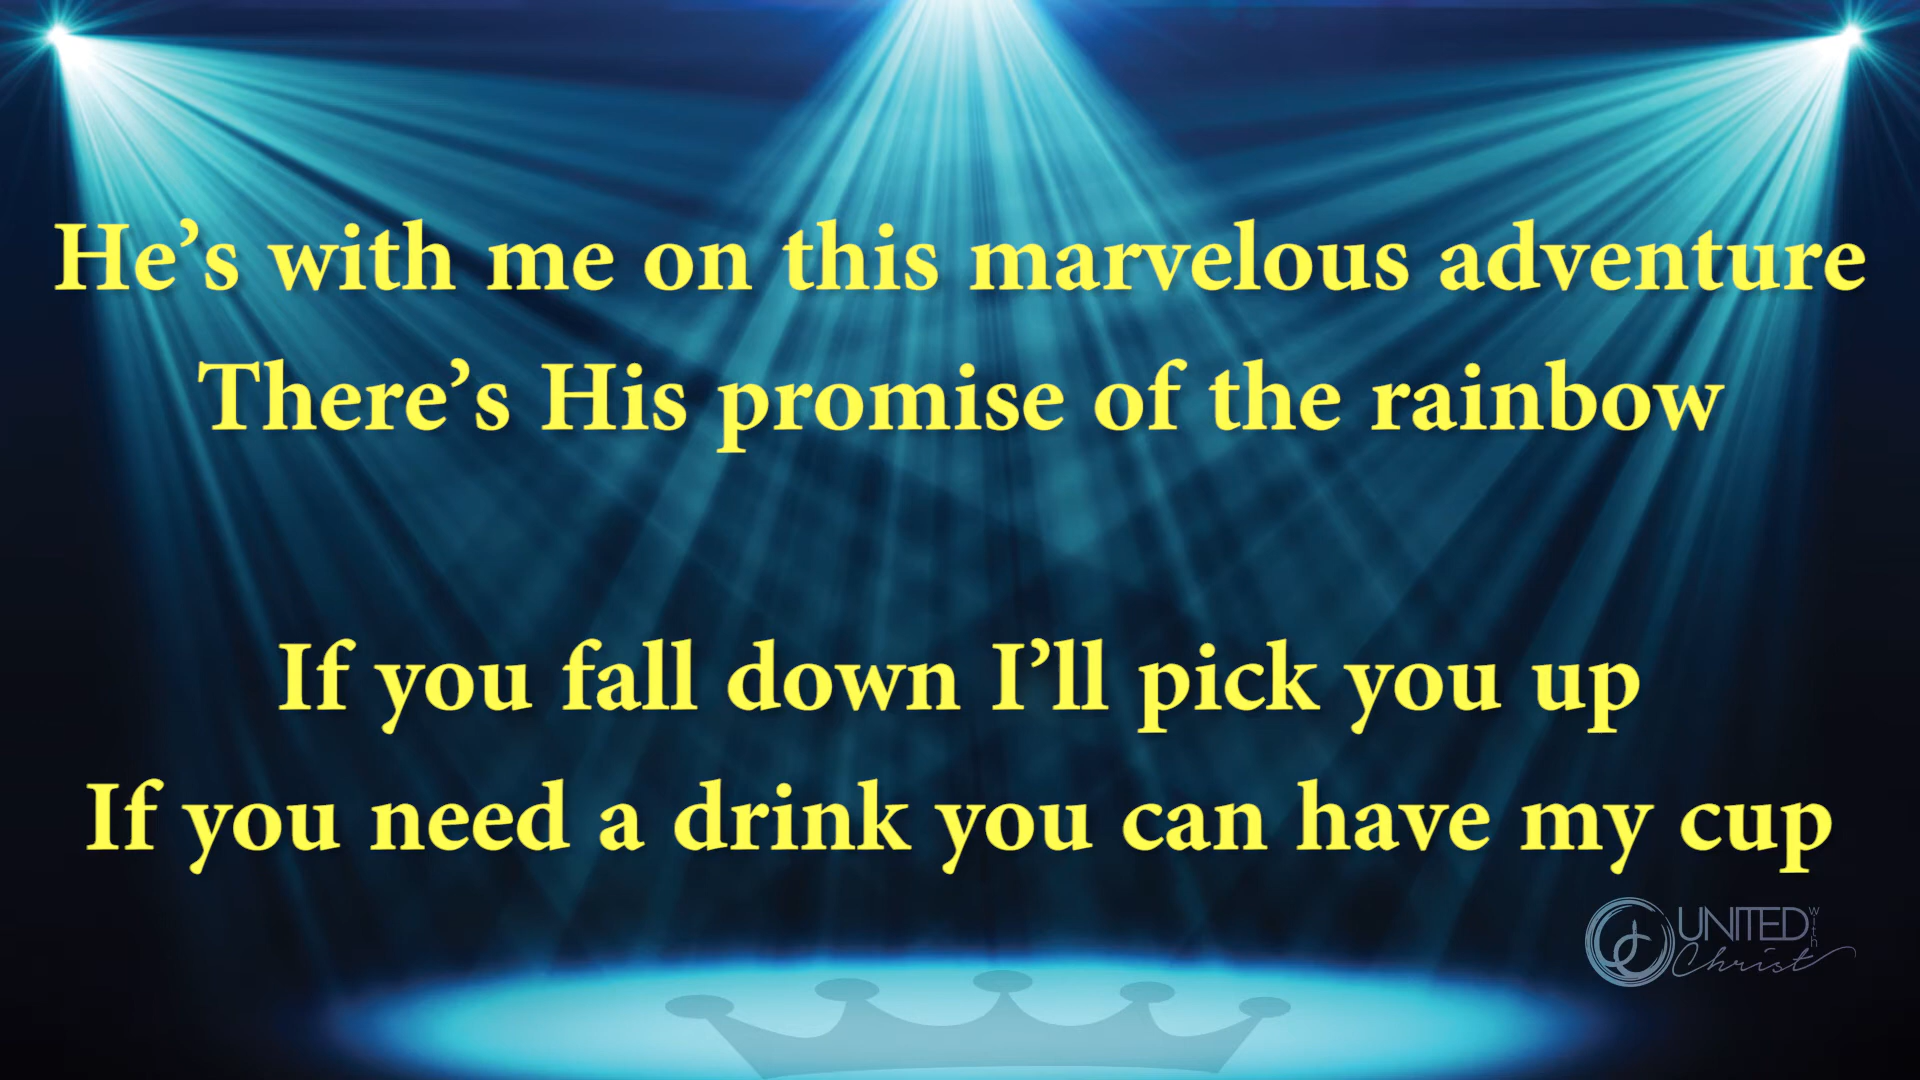 He’s with me on this marvelous adventure
There’s His promise of the rainbow
If you fall down I’ll pick you up
If you need a drink you can have my cup
UNITED with
Christ